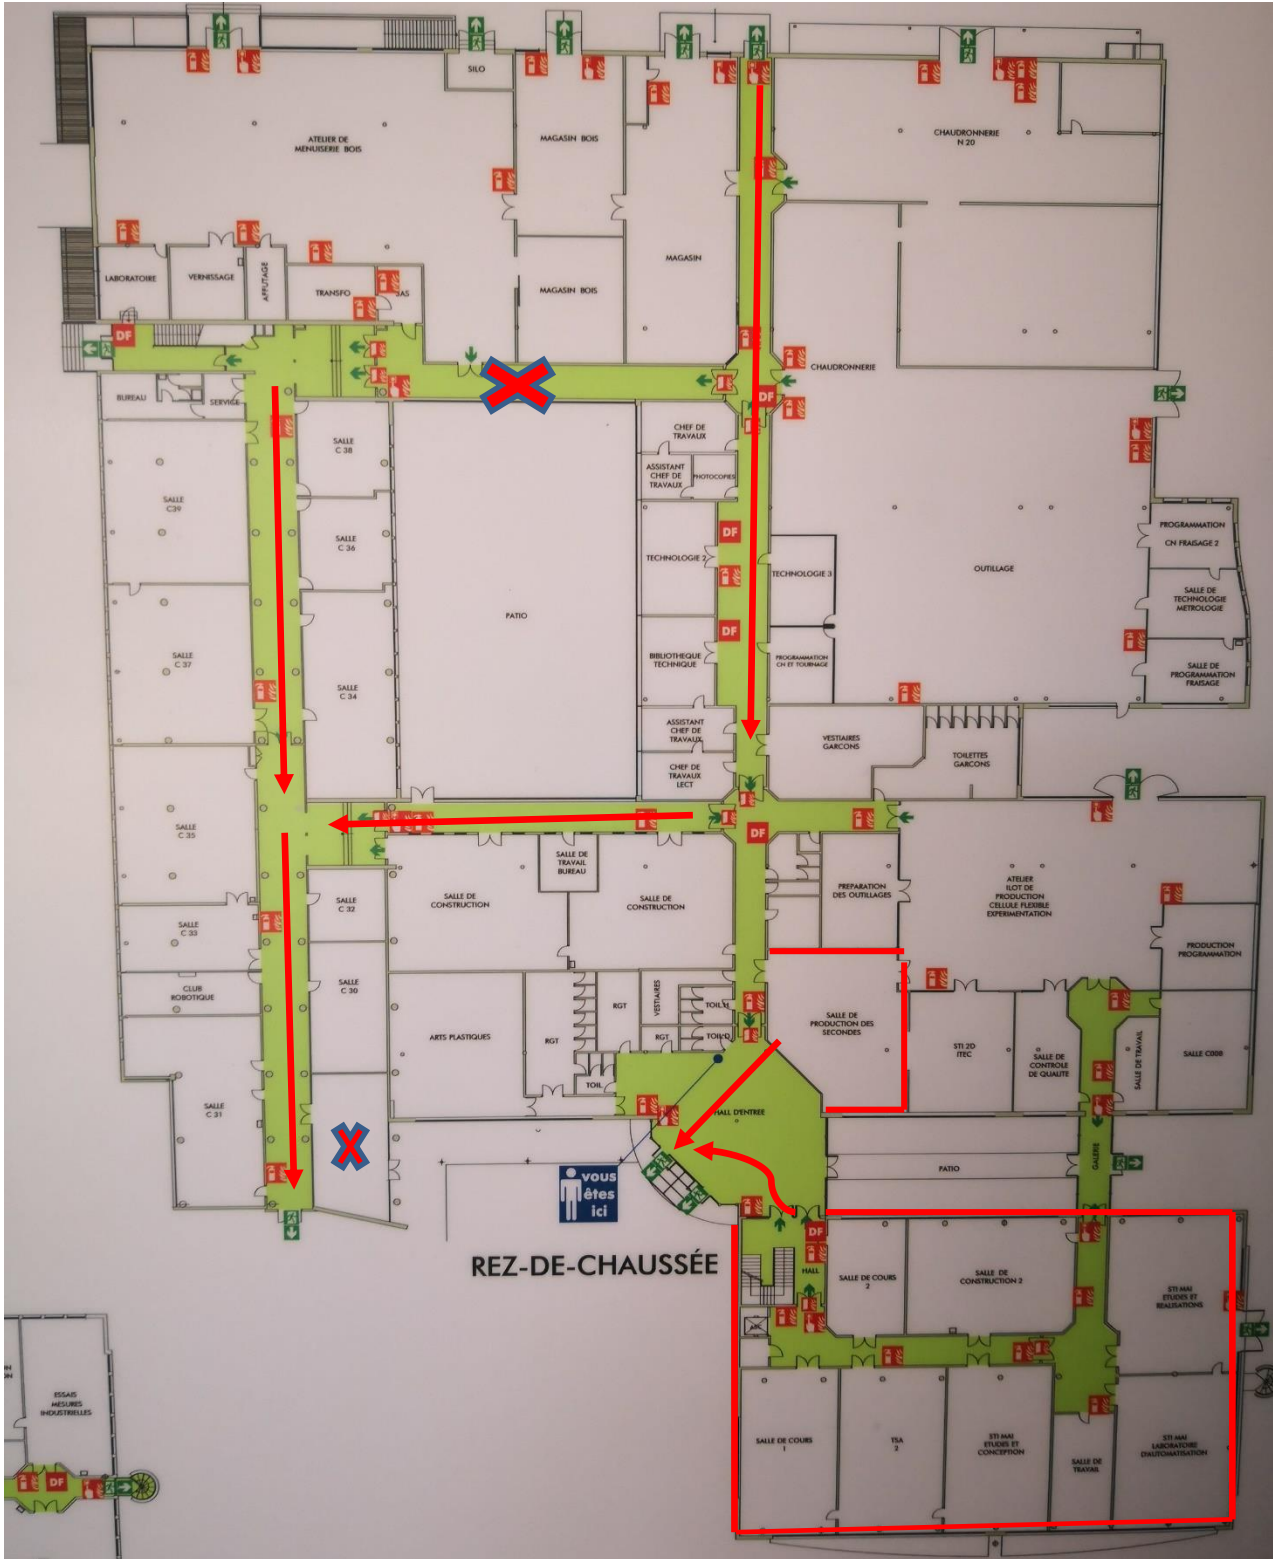 SILO
ATELIER DE
MENUISERIE BOIS
MAGASIN BOIS
CHAUDRONNERIE
N 20
MAGASIN
LABORATOIRE
VERNISSAGE
AFFUTAGE
TRANSFO
MAGASIN BOIS
DF
CHAUDRONNERIE
BUREAU
SERVICE
DF
SALLE
C 38
CHEF DE
TRAVAUX
ASSISTANT
CHEF DE
TRAVAUX
PHOTOCOPIES
SALLE
C39
SALLE
C 36
DF
TECHNOLOGIE 2
TECHNOLOGIE 3
OUTILLAGE
PROGRAMMATION
CN FRAISAGE 2
SALLE DE
TECHNOLOGIE
METROLOGIE
PATIO
DF
SALLE
C 37
SALLE
C 34
BIBLIOTHEQUE
TECHNIQUE
PROGRAMMATION
CN ET TOURNAGE
SALLE DE
PROGRAMMATION
FRAISAGE
ASSISTANT
CHEF DE
TRAVAUX
VESTIAIRES
GARCONS
TOILETTES
GARCONS
CHEF DE
TRAVAUX
LECT
SALLE
C 35
DF
SALLE DE
TRAVAIL
BUREAU
SALLE DE
CONSTRUCTION
SALLE DE
CONSTRUCTION
PREPARATION
DES OUTILLAGES
ATELIER
ILOT DE
PRODUCTION
CELLULE FLEXIBLE
EXPERIMENTATION
SALLE
C 32
SALLE
C 33
PRODUCTION
PROGRAMMATION
CLUB
ROBOTIQUE
SALLE
C 30
RGT
VESTIAIRES
TOIL.H
SALLE DE
PRODUCTION DES
SECONDES
ARTS PLASTIQUES
RGT
RGT
TOIL.D
STI 2D
ITEC
SALLE DE
CONTROLE
DE QUALITE
SALLE DE TRAVAIL
SALLE C008
TOIL
SALLE
C 31
HALL D'ENTREE
PATIO
GALERIE
vous
êtes
ici
DF
REZ-DE-CHAUSSÉE
HALL
SALLE DE COURS
2
SALLE DE
CONSTRUCTION 2
STI MAI
ETUDES ET
REALISATIONS
ASC
ESSAIS
MESURES
INDUSTRIELLES
SALLE DE COURS
1
TSA
2
STI MAI
ETUDES ET
CONCEPTION
SALLE DE
TRAVAIL
STI MAI
LABORATOIRE
D'AUTOMATISATION
DF